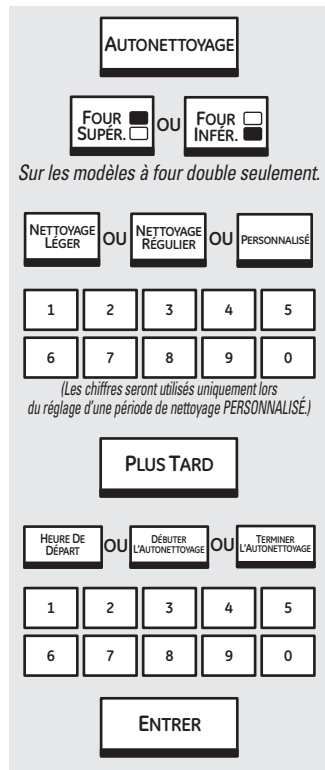 AUTONETTOYAGE
FOUR SUPÉR. OU FOUR INFÉR.
Sur les modèles à four double seulement.
NETTOYAGE LÉGER OU NETTOYAGE RÉGULIER OU PERSONNALISÉ
1 2 3 4 5
6 7 8 9 0
(Les chiffres seront utilisés uniquement lors
du réglage d'une période de nettoyage PERSONNALISÉ.)
PLUS TARD
HEURE DE DÉPART OU DÉBUTER L'AUTONETTOYAGE OU TERMINER L'AUTONETTOYAGE
1 2 3 4 5
6 7 8 9 0
ENTRER